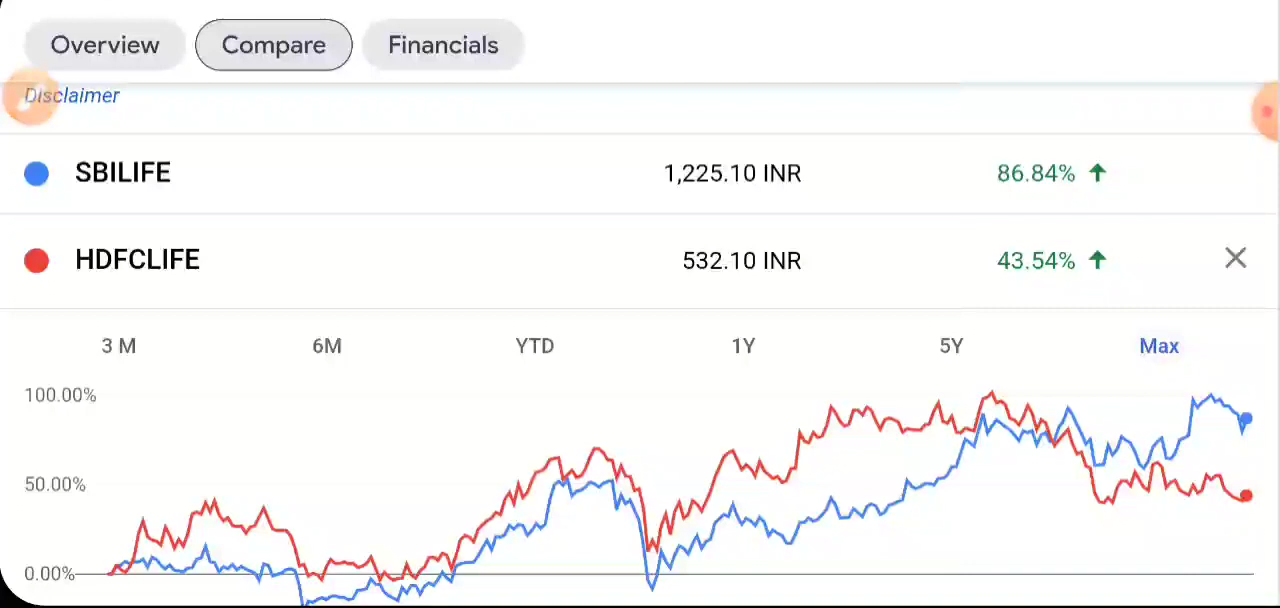 Overview Compare Financials
Disclaimer
SBILIFE 1,225.10 INR 86.84%
HDFCLIFE 532.10 INR 43.54%
3 M 6M YTD 1Y 5Y Max
100.00%
50.00%
0.00%